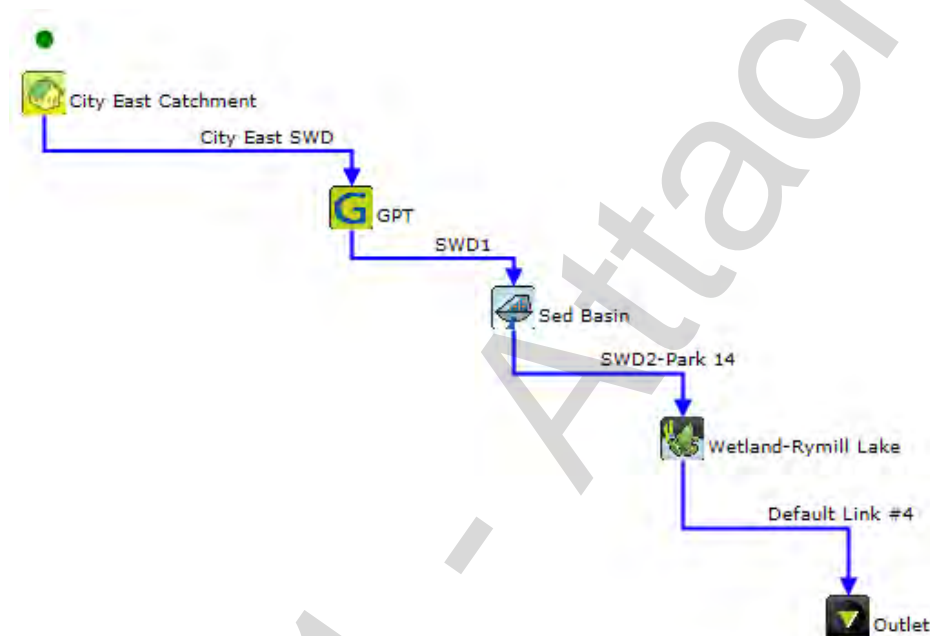 City East Catchment
City East SWD
G GPT
SWD1
Sed Basin
SWD2-Park 14
Wetland-Rymill Lake
Default Link #4
Outlet
- Attac